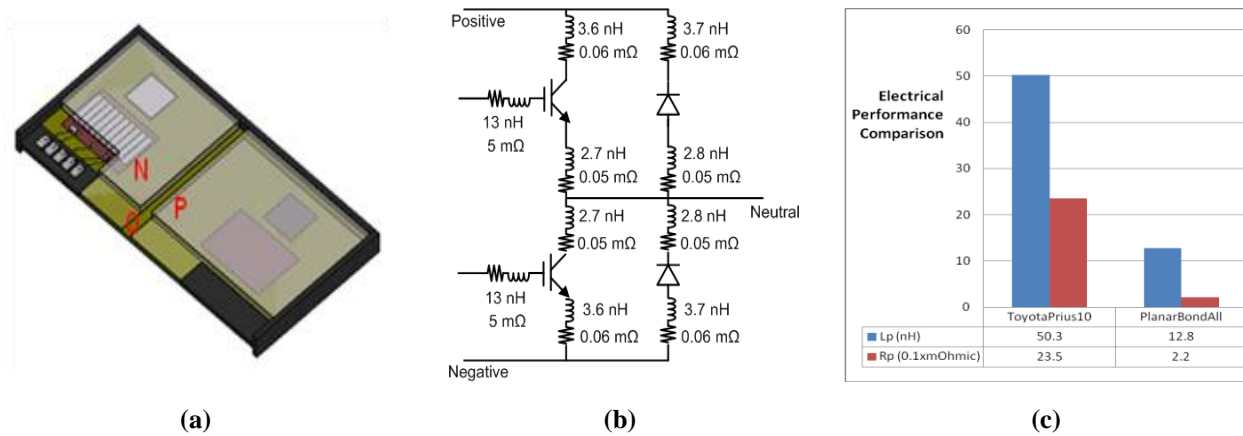 N
P
O
(a)
Positive
3.6 nH
3.7 nH
0.06 mΩ
0.06 mΩ
13 nH
5 mΩ
2.7 nH
2.8 nH
0.05 mΩ
0.05 mΩ
Neutral
2.7 nH
2.8 nH
0.05 mΩ
0.05 mΩ
13 nH
5 mΩ
3.6 nH
3.7 nH
0.06 mΩ
0.06 mΩ
Negative
(b)
Electrical
Performance
Comparison
60
50
40
30
20
10
0
ToyotaPrius10 PlanarBondAll
Lp (nH) 50.3 12.8
Rp (0.1xmOhmic) 23.5 2.2
(c)